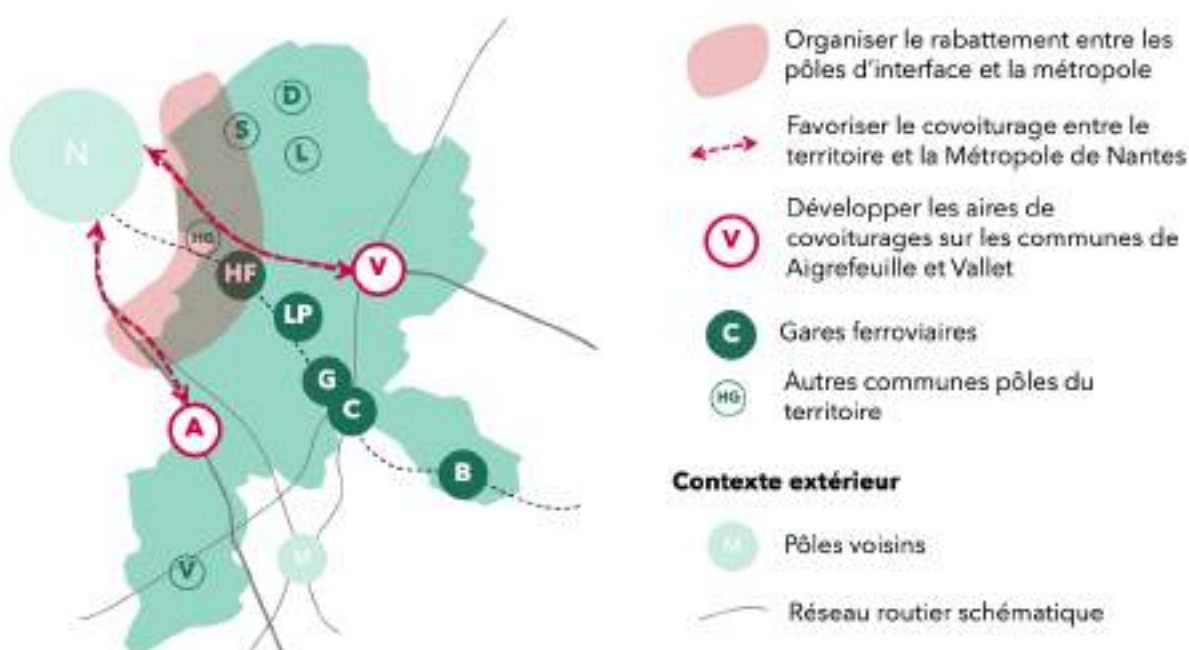 N
D
S
L
HG
HF
V
LP
G
C
A
B
V
M
Organiser le rabattement entre les
pôles d'interface et la métropole
Favoriser le covoiturage entre le
territoire et la Métropole de Nantes
V
Développer les aires de
covoiturages sur les communes de
Aigrefeuille et Vallet
C
Gares ferroviaires
HG
Autres communes pôles du
territoire
Contexte extérieur
M
Pôles voisins
Réseau routier schématique